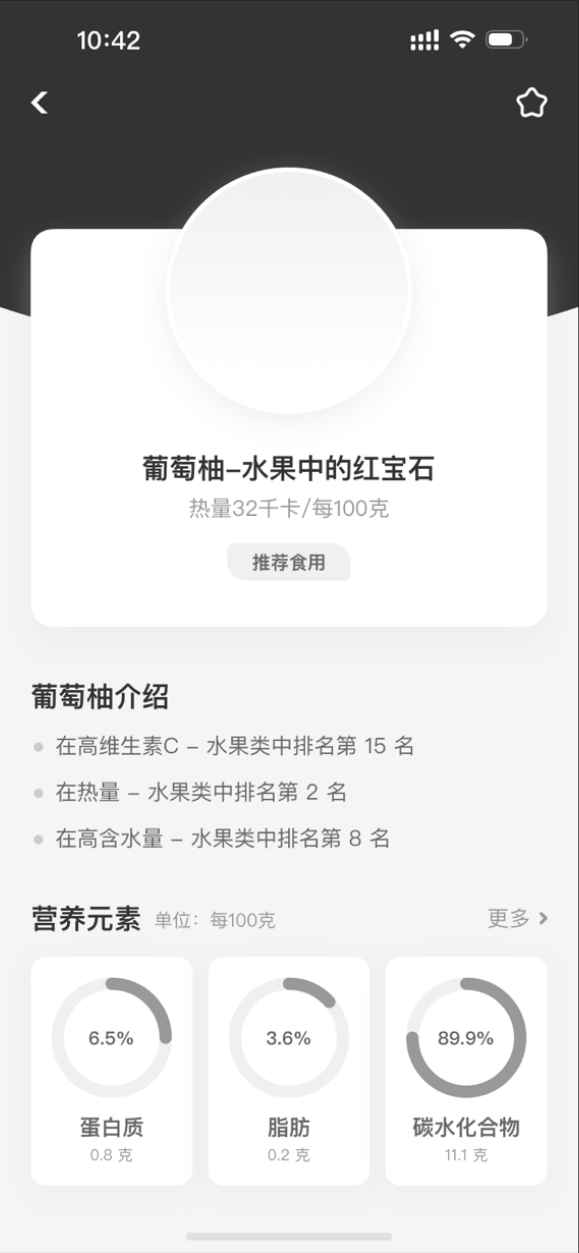 10:42
葡萄柚–水果中的红宝石
热量32千卡/每100克
推荐食用
葡萄柚介绍
在高维生素C – 水果类中排名第 15 名
在热量 – 水果类中排名第 2 名
在高含水量 – 水果类中排名第 8 名
营养元素 单位：每100克 更多
6.5% 3.6% 89.9%
蛋白质 脂肪 碳水化合物
0.8 克 0.2 克 11.1 克